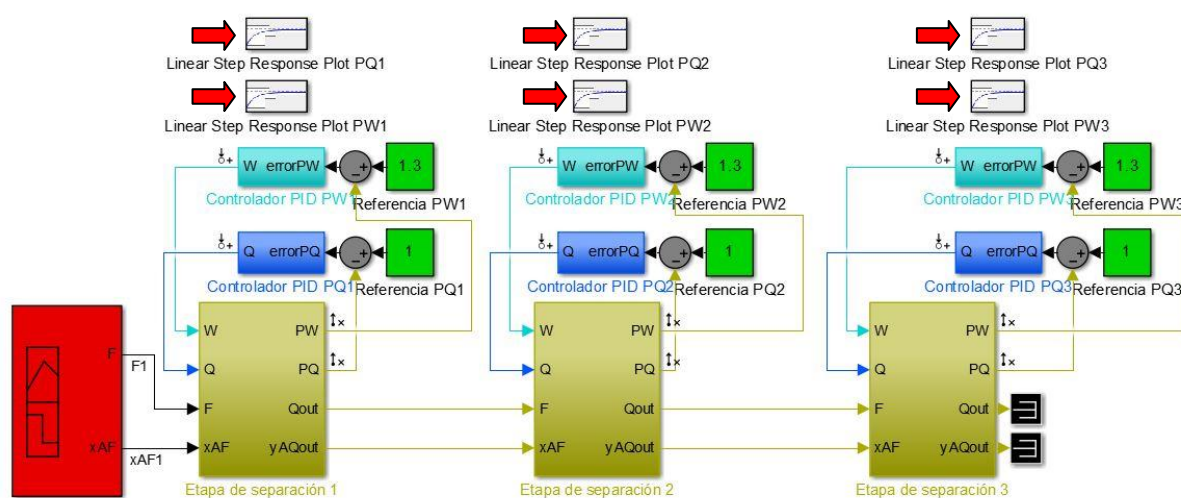 Linear Step Response Plot PQ1
Linear Step Response Plot PQ2
Linear Step Response Plot PQ3
Linear Step Response Plot PW1
Linear Step Response Plot PW2
Linear Step Response Plot PW3
W errorPW
1.3
W errorPW
1.3
W errorPW
1.3
Controlador PID PW1
Referencia PW1
Controlador PID PW2
Referencia PW2
Controlador PID PW3
Referencia PW3
Q errorPQ
1
Q errorPQ
1
Q errorPQ
1
Controlador PID PQ1
Referencia PQ1
Controlador PID PQ2
Referencia PQ2
Controlador PID PQ3
Referencia PQ3
W PW
W PW
W PW
F
F1
Q PQ
Q PQ
Q PQ
F Qout
F Qout
F Qout
xAF
xAF1
xAF yAQout
xAF yAQout
xAF yAQout
Etapa de separación 1
Etapa de separación 2
Etapa de separación 3